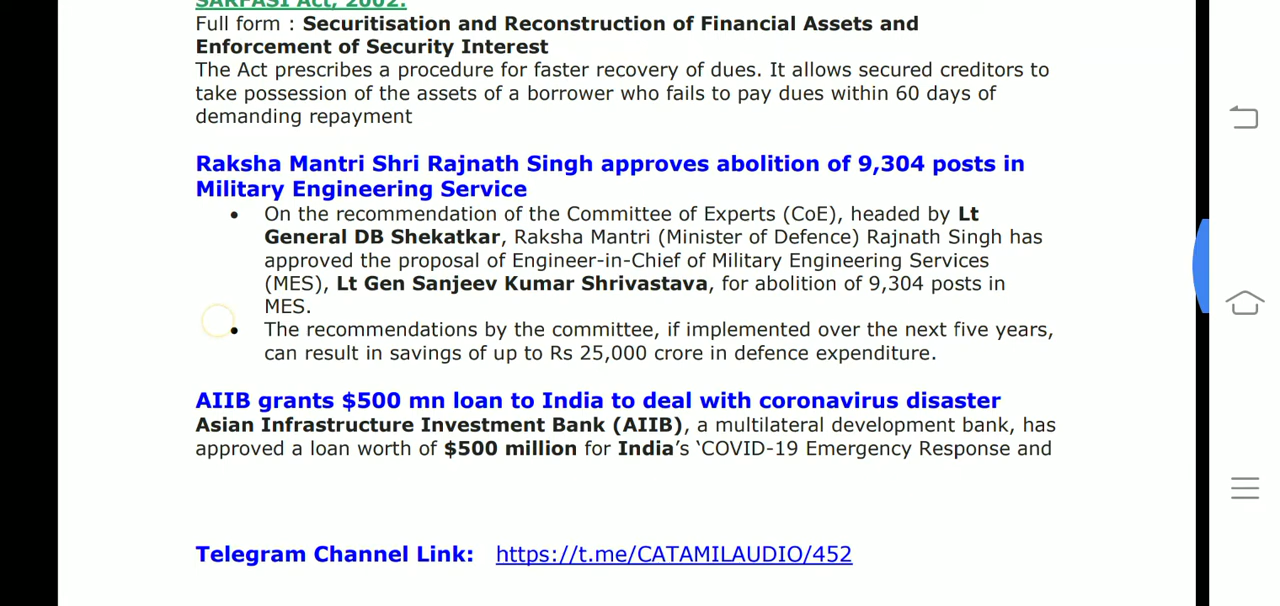 SARFASI Act, 2002:
Full form : Securitisation and Reconstruction of Financial Assets and
Enforcement of Security Interest
The Act prescribes a procedure for faster recovery of dues. It allows secured creditors to
take possession of the assets of a borrower who fails to pay dues within 60 days of
demanding repayment
Raksha Mantri Shri Rajnath Singh approves abolition of 9,304 posts in
Military Engineering Service
• On the recommendation of the Committee of Experts (CoE), headed by Lt
General DB Shekatkar, Raksha Mantri (Minister of Defence) Rajnath Singh has
approved the proposal of Engineer-in-Chief of Military Engineering Services
(MES), Lt Gen Sanjeev Kumar Shrivastava, for abolition of 9,304 posts in
MES.
• The recommendations by the committee, if implemented over the next five years,
can result in savings of up to Rs 25,000 crore in defence expenditure.
AIIB grants $500 mn loan to India to deal with coronavirus disaster
Asian Infrastructure Investment Bank (AIIB), a multilateral development bank, has
approved a loan worth of $500 million for India’s ‘COVID-19 Emergency Response and
Telegram Channel Link: https://t.me/CATAMILAUDIO/452